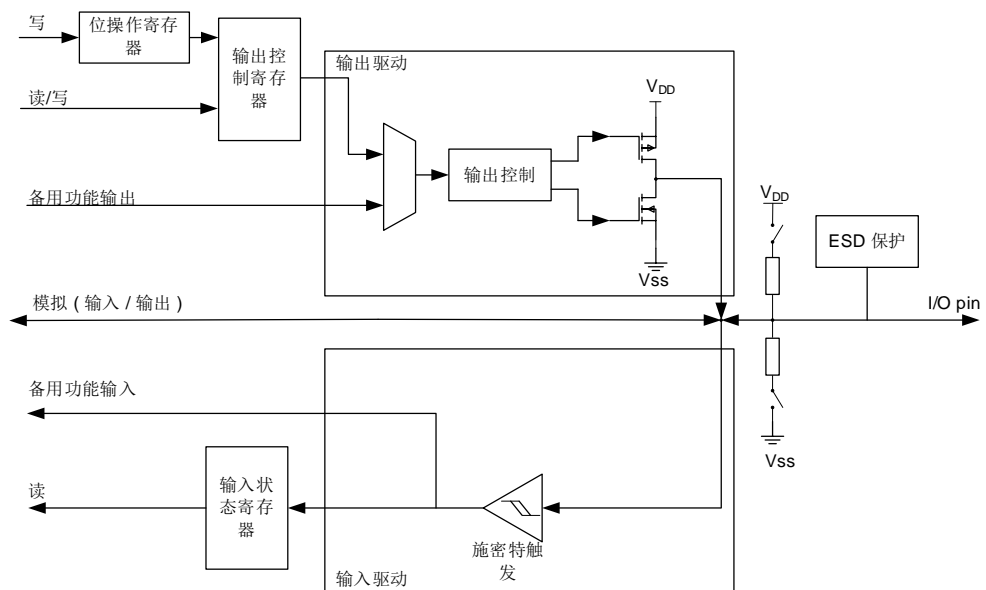 写
位操作寄存
器
输出控
制寄存
器
读/写
输出驱动
VDD
输出控制
备用功能输出
Vss
VDD
ESD 保护
模拟 ( 输入 / 输出 )
I/O pin
备用功能输入
Vss
读
输入状
态寄存
器
施密特触
发
输入驱动